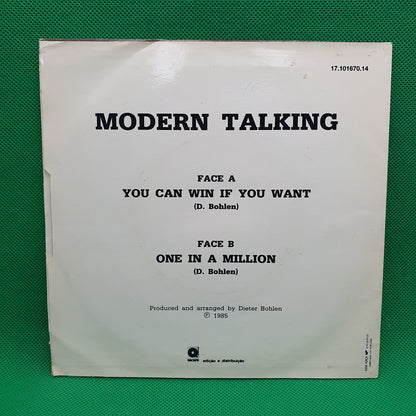 17.101670.14
MODERN TALKING
FACE A
YOU CAN WIN IF YOU WANT
(D. Bohlen)
FACE B
ONE IN A MILLION
(D. Bohlen)
Produced and arranged by Dieter Bohlen
℗ 1985
edição e distribuição